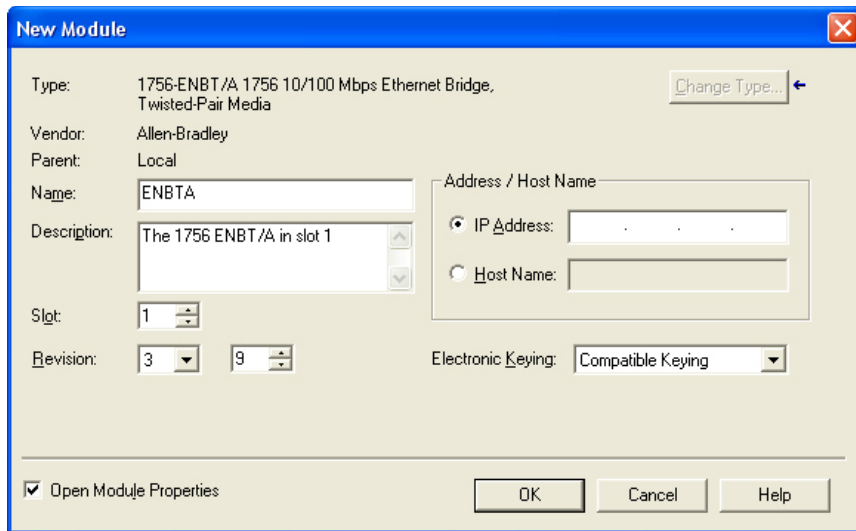 New Module
Type: 1756-ENBT/A 1756 10/100 Mbps Ethernet Bridge, Change Type...
Twisted-Pair Media
Vendor: Allen-Bradley
Parent: Local
Name: ENBTA
Description: The 1756 ENBT/A in slot 1
Address / Host Name
IP Address: . . .
Host Name:
Slot: 1
Revision: 3 9
Electronic Keying: Compatible Keying
Open Module Properties
OK Cancel Help